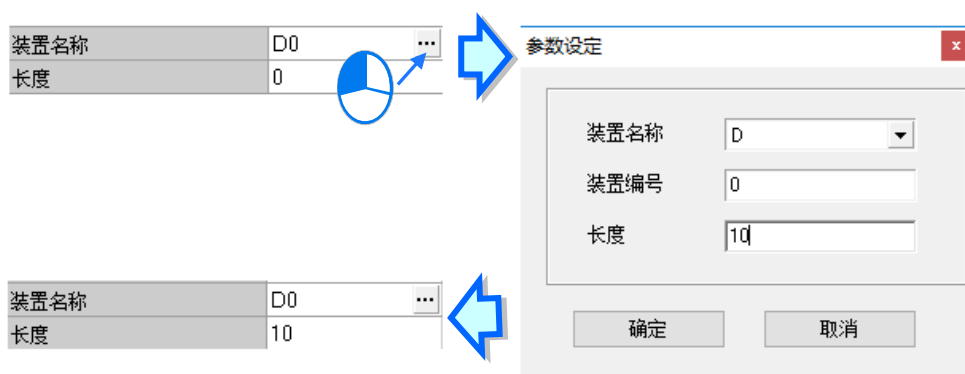 装置名称 D0 ...
长度 0
参数设定 x
装置名称 D
装置编号 0
长度 10
确定 取消
装置名称 D0 ...
长度 10